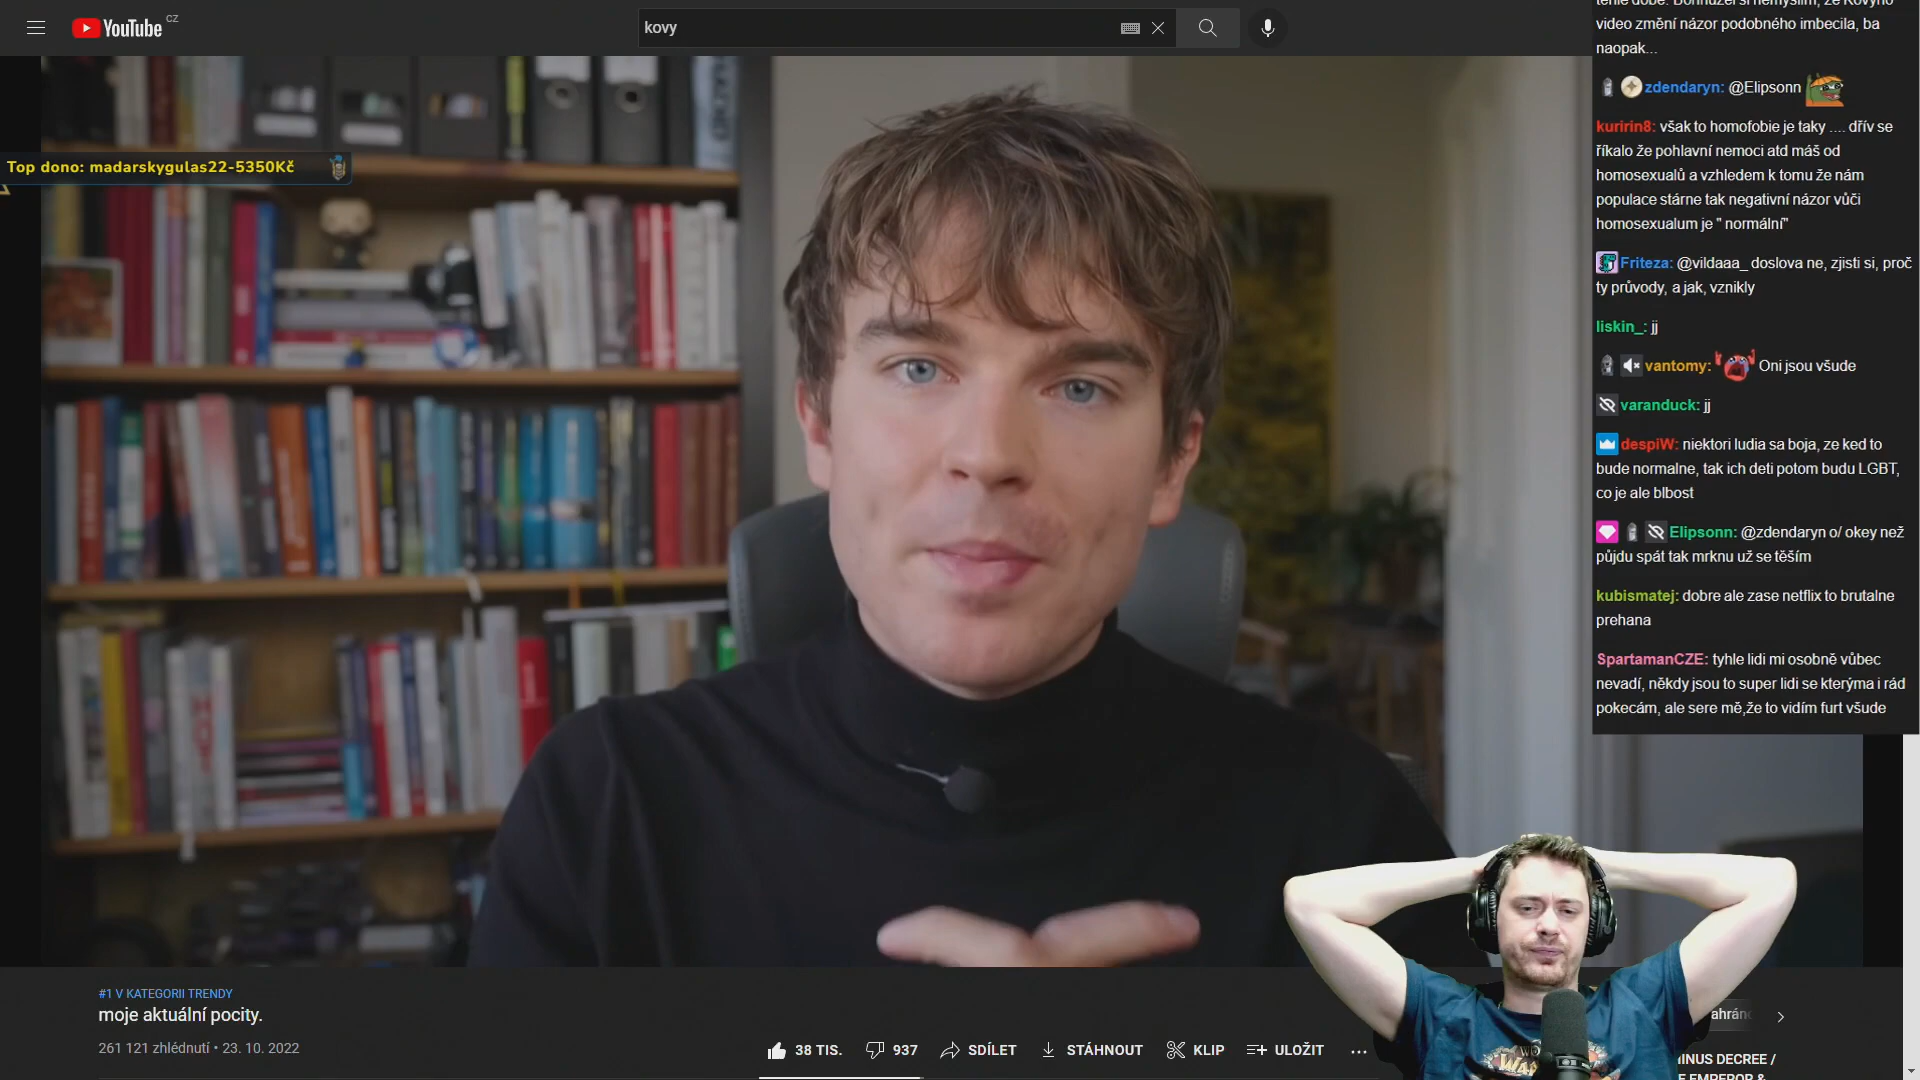 YouTube CZ
kovy
Top dono: madarskygulas22-5350Kč
video změní názor podobného imbecila, ba
naopak...
zdendaryn: @Elipsonn
kuririn8: však to homofobie je taky .... dřív se
říkalo že pohlavní nemoci atd máš od
homosexualů a vzhledem k tomu že nám
populace stárne tak negativní názor vůči
homosexualum je " normální"
Friteza: @vildaaa_ doslova ne, zjisti si, proč
ty průvody, a jak, vznikly
liskin_: jj
vantomy: Oni jsou všude
varanduck: jj
despiW: niektori ludia sa boja, ze ked to
bude normalne, tak ich deti potom budu LGBT,
co je ale blbost
Elipsonn: @zdendaryn o/ okey než
půjdu spát tak mrknu už se těším
kubismatej: dobre ale zase netflix to brutalne
prehana
SpartamanCZE: tyhle lidi mi osobně vůbec
nevadí, někdy jsou to super lidi se kterýma i rád
pokecám, ale sere mě,že to vidím furt všude
#1 V KATEGORII TRENDY
moje aktuální pocity.
261 121 zhlédnutí • 23. 10. 2022
38 TIS.
937
SDÍLET
STÁHNOUT
KLIP
ULOŽIT
...